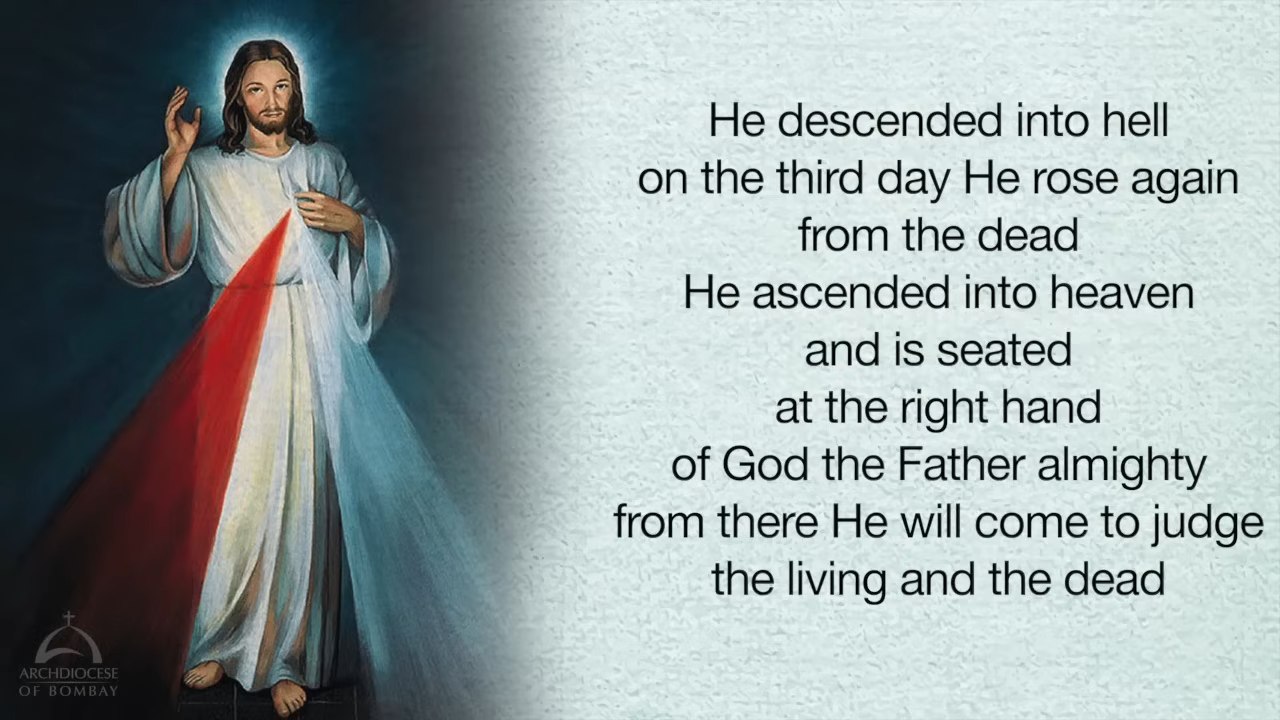 He descended into hell
on the third day He rose again
from the dead
He ascended into heaven
and is seated
at the right hand
of God the Father almighty
from there He will come to judge
the living and the dead
ARCHDIOCESE
OF BOMBAY